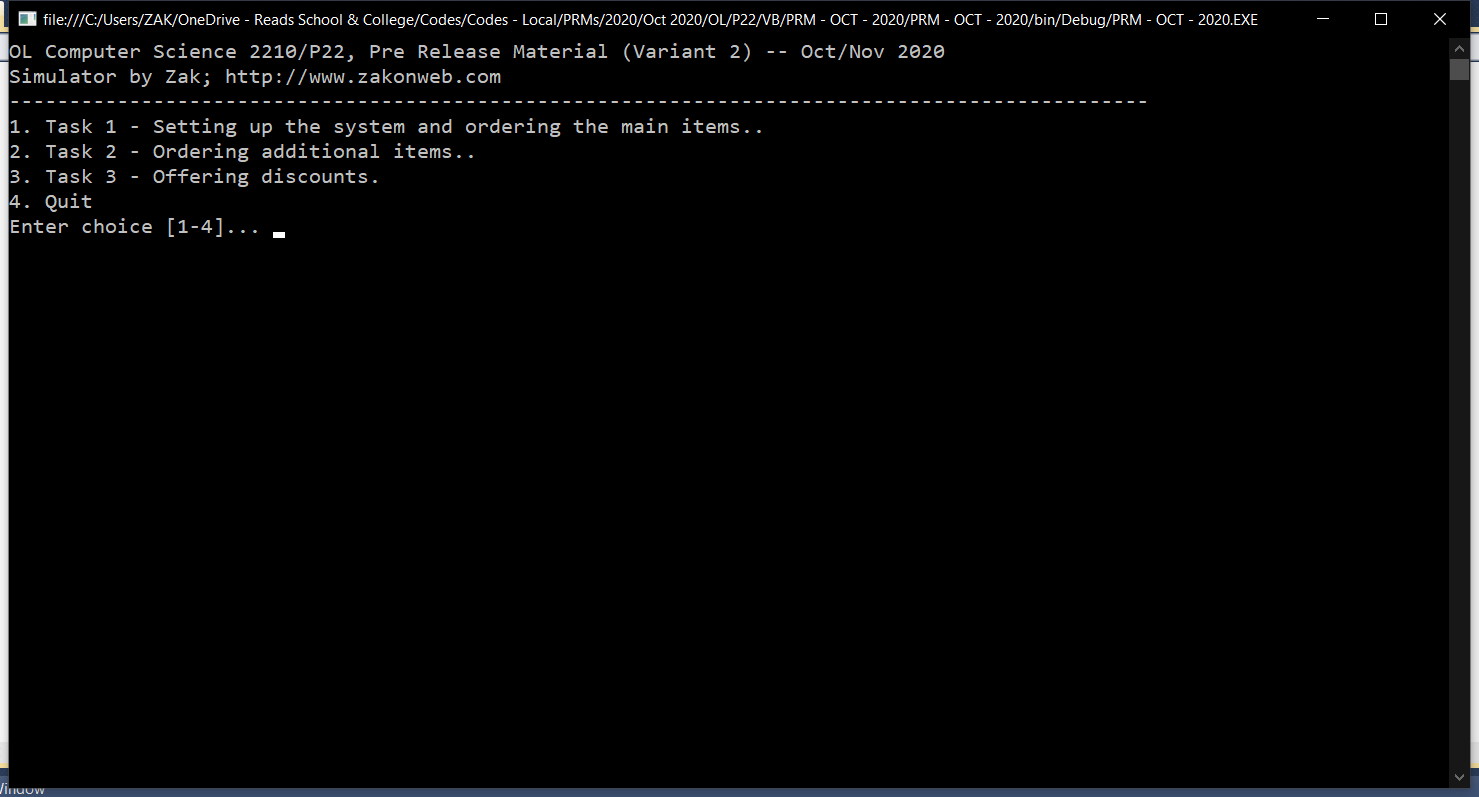 file:///C:/Users/ZAK/OneDrive - Reads School & College/Codes/Codes - Local/PRMs/2020/Oct 2020/OL/P22/VB/PRM - OCT - 2020/PRM - OCT - 2020/bin/Debug/PRM - OCT - 2020.EXE
OL Computer Science 2210/P22, Pre Release Material (Variant 2) -- Oct/Nov 2020
Simulator by Zak; http://www.zakonweb.com
-----------------------------------------------------------------------------------------------
1. Task 1 - Setting up the system and ordering the main items..
2. Task 2 - Ordering additional items..
3. Task 3 - Offering discounts.
4. Quit
Enter choice [1-4]...